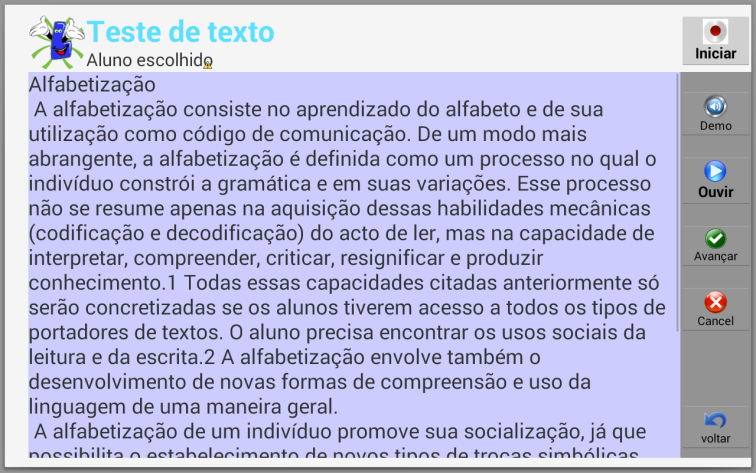 Teste de texto
Aluno escolhido
Iniciar
Demo
Ouvir
Avançar
Cancel
voltar
Alfabetização
A alfabetização consiste no aprendizado do alfabeto e de sua
utilização como código de comunicação. De um modo mais
abrangente, a alfabetização é definida como um processo no qual o
indivíduo constrói a gramática e em suas variações. Esse processo
não se resume apenas na aquisição dessas habilidades mecânicas
(codificação e decodificação) do acto de ler, mas na capacidade de
interpretar, compreender, criticar, resignificar e produzir
conhecimento.1 Todas essas capacidades citadas anteriormente só
serão concretizadas se os alunos tiverem acesso a todos os tipos de
portadores de textos. O aluno precisa encontrar os usos sociais da
leitura e da escrita.2 A alfabetização envolve também o
desenvolvimento de novas formas de compreensão e uso da
linguagem de uma maneira geral.
A alfabetização de um indivíduo promove sua socialização, já que
possibilita o estabelecimento de novos tipos de trocas simbólicas